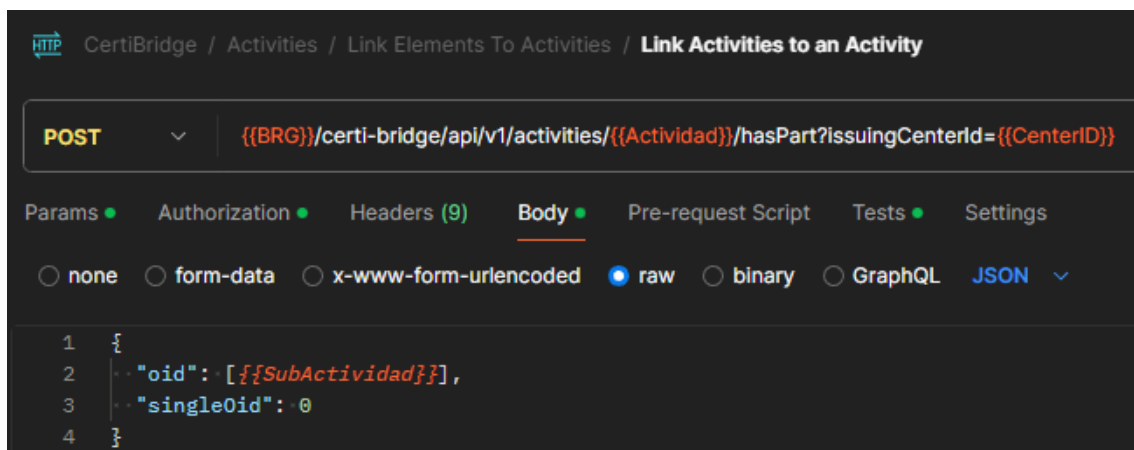 HTTP CertiBridge / Activities / Link Elements To Activities / Link Activities to an Activity
POST {{BRG}}/certi-bridge/api/v1/activities/{{Actividad}}/hasPart?issuingCenterId={{CenterID}}
Params Authorization Headers (9) Body Pre-request Script Tests Settings
none form-data x-www-form-urlencoded raw binary GraphQL JSON
1 {
2 "oid": [{{SubActividad}}],
3 "singleOid": 0
4 }